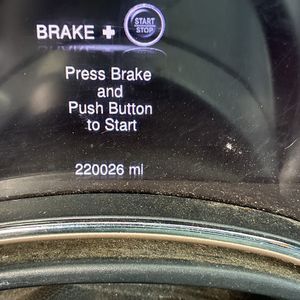 BRAKE + START STOP
Press Brake
and
Push Button
to Start
220026 mi